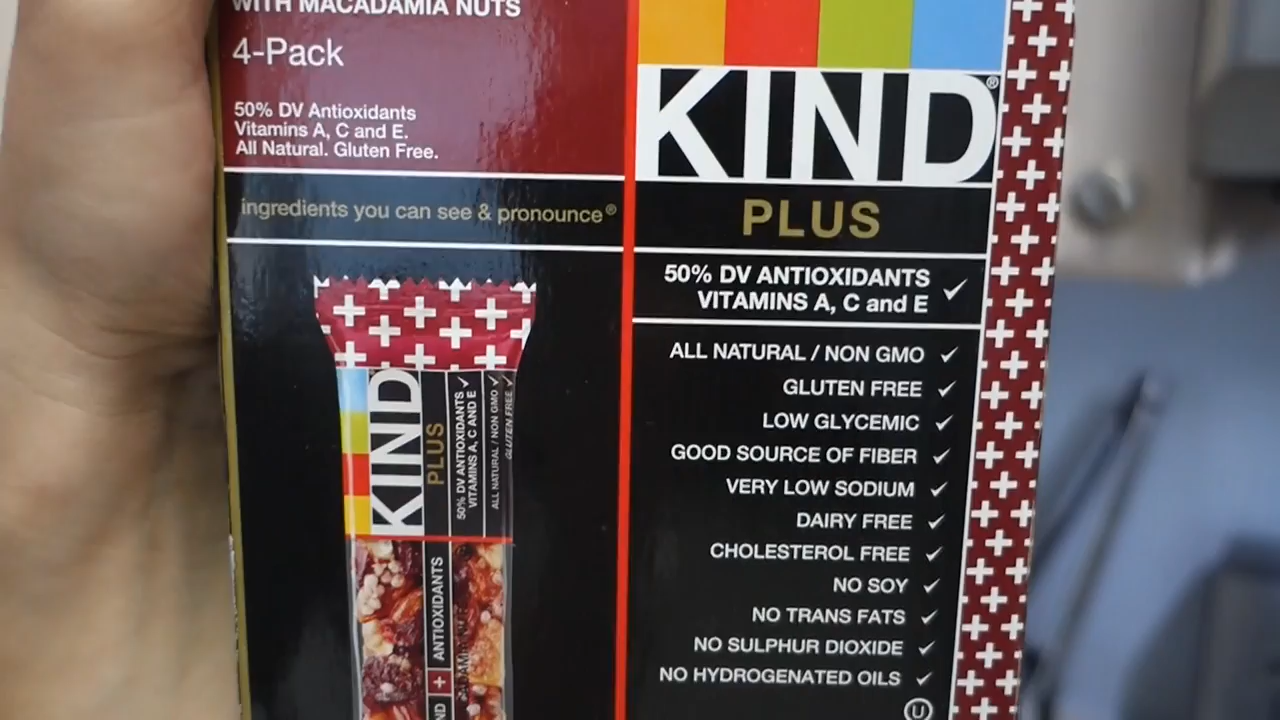 WITH MACADAMIA NUTS
4-Pack
50% DV Antioxidants
Vitamins A, C and E.
All Natural. Gluten Free.
ingredients you can see & pronounce®
KIND
PLUS
50% DV ANTIOXIDANTS ✓
VITAMINS A, C AND E
ALL NATURAL / NON GMO ✓
GLUTEN FREE ✓
ANTIOXIDANTS
ND +
KIND®
PLUS
50% DV ANTIOXIDANTS
VITAMINS A, C and E ✓
ALL NATURAL / NON GMO ✓
GLUTEN FREE ✓
LOW GLYCEMIC ✓
GOOD SOURCE OF FIBER ✓
VERY LOW SODIUM ✓
DAIRY FREE ✓
CHOLESTEROL FREE ✓
NO SOY ✓
NO TRANS FATS ✓
NO SULPHUR DIOXIDE ✓
NO HYDROGENATED OILS ✓
U